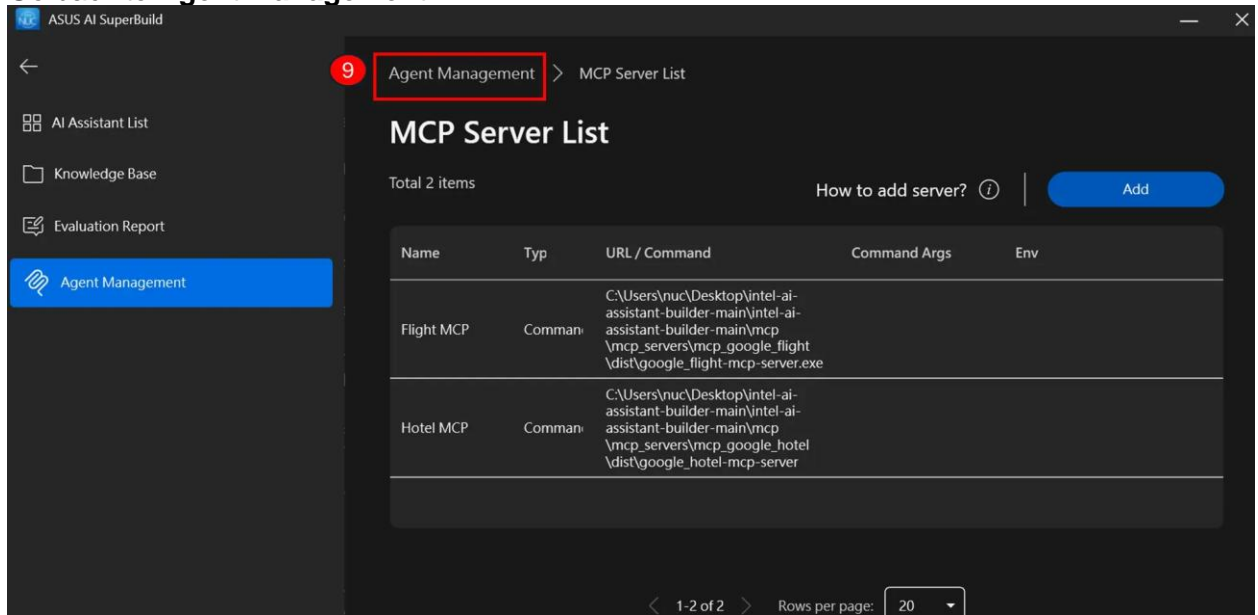 ASUS AI SuperBuild
9
Agent Management > MCP Server List
AI Assistant List
Knowledge Base
Evaluation Report
Agent Management
MCP Server List
Total 2 items
How to add server?
Add
Name Typ URL / Command Command Args Env
Flight MCP Comman C:\Users\nuc\Desktop\intel-ai-
assistant-builder-main\intel-ai-
assistant-builder-main\mcp
\mcp_servers\mcp_google_flight
\dist\google_flight-mcp-server.exe
Hotel MCP Comman C:\Users\nuc\Desktop\intel-ai-
assistant-builder-main\intel-ai-
assistant-builder-main\mcp
\mcp_servers\mcp_google_hotel
\dist\google_hotel-mcp-server
1-2 of 2 Rows per page: 20